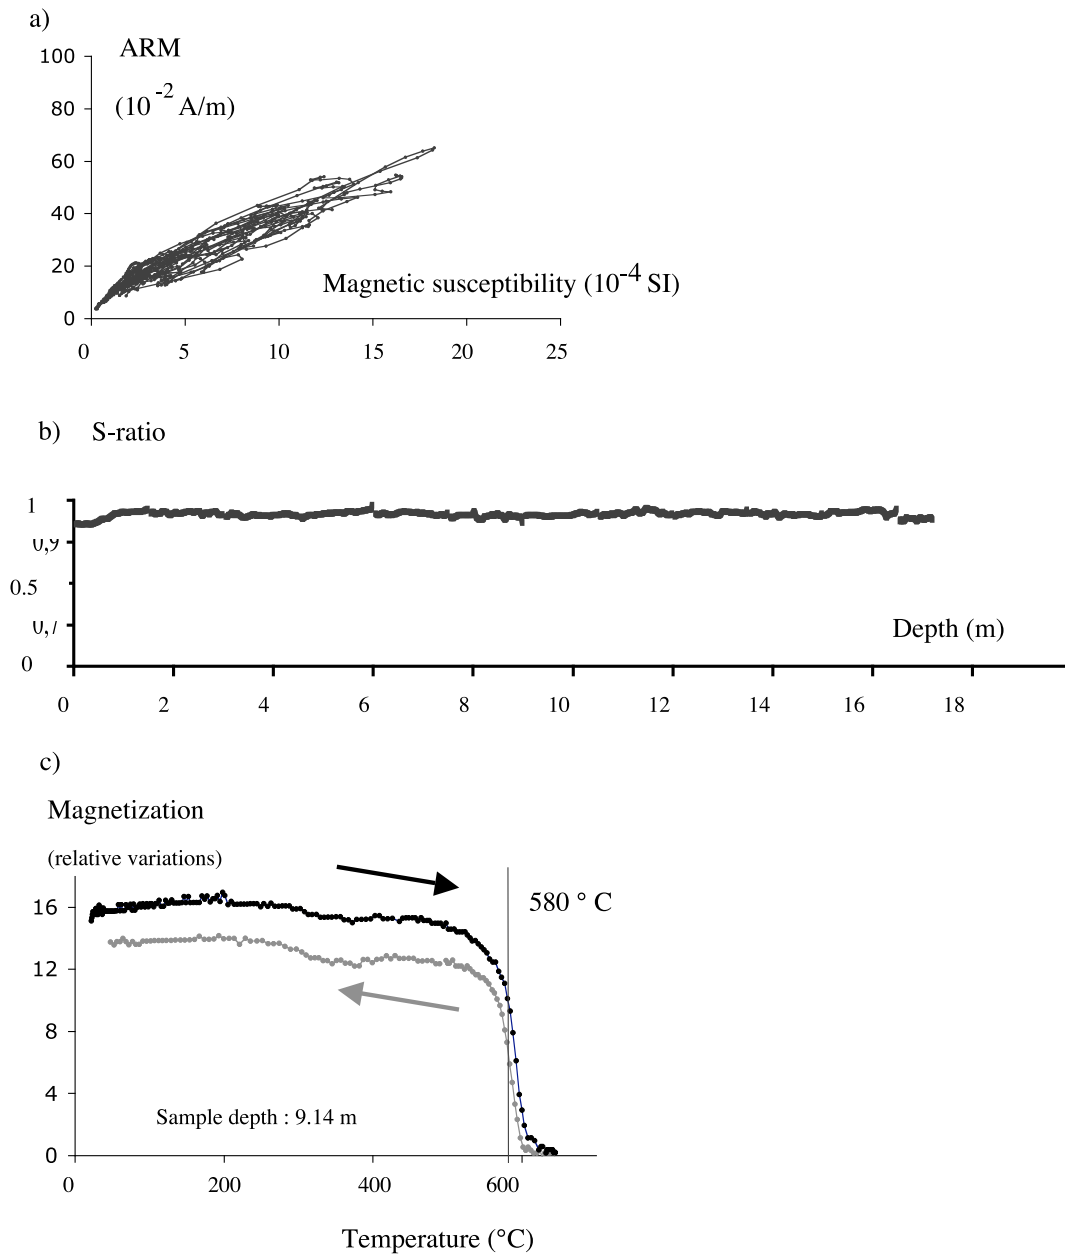 a)
ARM
(10-2 A/m)
100
80
60
40
20
0
Magnetic susceptibility (10-4 SI)
0 5 10 15 20 25
b) S-ratio
1
0,9
0.5
0,7
0
Depth (m)
0 2 4 6 8 10 12 14 16 18
c)
Magnetization
(relative variations)
580 ° C
16
12
8
4
0
Sample depth : 9.14 m
0 200 400 600
Temperature (°C)